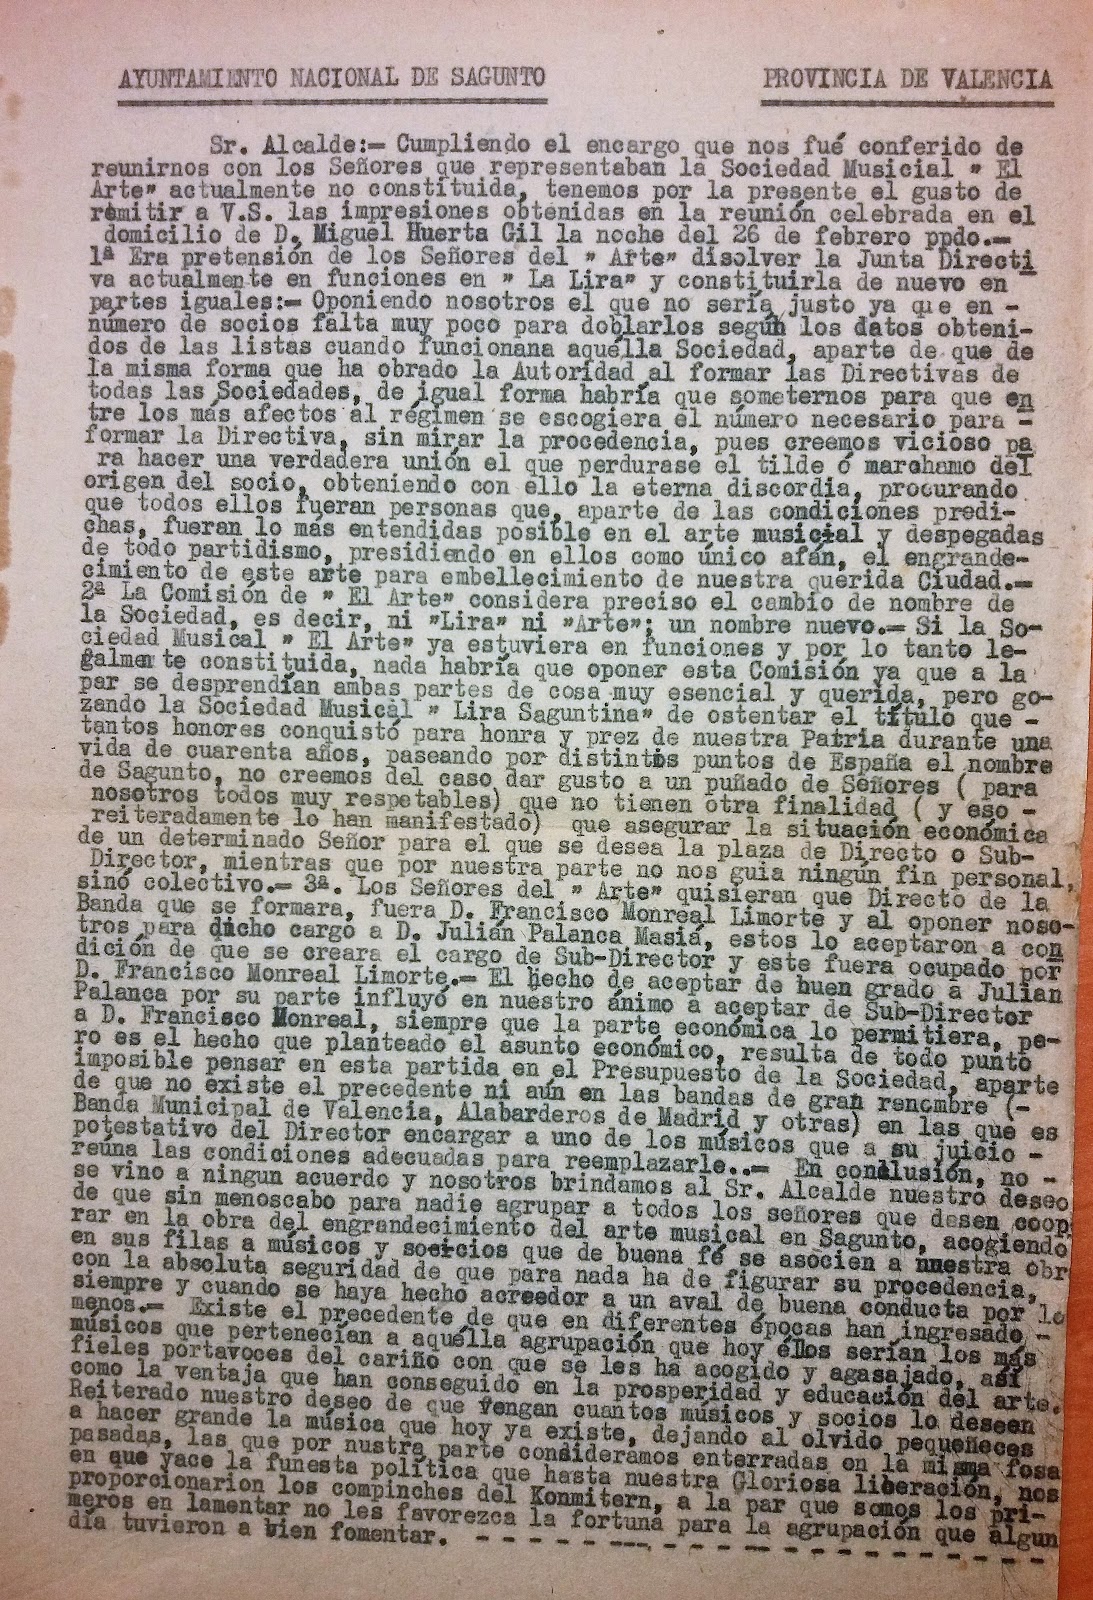 AYUNTAMIENTO NACIONAL DE SAGUNTO PROVINCIA DE VALENCIA
Sr. Alcalde:- Cumpliendo el encargo que nos fué conferido de
reunirnos con los Señores que representaban la Sociedad Musicial " El
Arte" actualmente no constituida, tenemos por la presente el gusto de
remitir a V.S. las impresiones obtenidas en la reunión celebrada en el
domicilio de D. Miguel Huerta Gil la noche del 26 de febrero ppdo.-
1ª Era pretensión de los Señores del " Arte" disolver la Junta Directi
va actualmente en funciones en " La Lira" y constituirla de nuevo en
partes iguales:- Oponiendo nosotros el que no sería justo ya que en -
número de socios falta muy poco para doblarlos según los datos obteni-
dos de las listas cuando funcionana aquélla Sociedad, aparte de que de
la misma forma que ha obrado la Autoridad al formar las Directivas de
todas las Sociedades, de igual forma habría que someternos para que en
tre los más afectos al régimen se escogiera el número necesario para -
formar la Directiva, sin mirar la procedencia, pues creemos vicioso pa
ra hacer una verdadera unión el que perdurase el tilde ó marchamo del
origen del socio, obteniendo con ello la eterna discordia, procurando
que todos ellos fueran personas que, aparte de las condiciones predi-
chas, fueran lo más entendidas posible en el arte musical y despegadas
de todo partidismo, presidiendo en ellos como único afán, el engrande-
cimiento de este arte para embellecimiento de nuestra querida Ciudad.-
2ª La Comisión de " El Arte" considera preciso el cambio de nombre de
la Sociedad, es decir, ni "Lira" ni "Arte"; un nombre nuevo.- Si la So-
ciedad Musical " El Arte" ya estuviera en funciones y por lo tanto le-
galmente constituida, nada habría que oponer esta Comisión ya que a la
par se desprendían ambas partes de cosa muy esencial y querida, pero go-
zando la Sociedad Musical " Lira Saguntina" de ostentar el título que -
tantos honores conquistó para honra y prez de nuestra Patria durante una
vida de cuarenta años, paseando por distintos puntos de España el nombre
de Sagunto, no creemos del caso dar gusto a un puñado de Señores ( para
nosotros todos muy respetables) que no tienen otra finalidad ( y eso -
reiteradamente lo han manifestado) que asegurar la situación económica
de un determinado Señor para el que se desea la plaza de Directo o Sub-
Director, mientras que por nuestra parte no nos guia ningún fin personal,
sinó colectivo.- 3ª. Los Señores del " Arte" quisieran que Directo de la
Banda que se formara, fuera D. Francisco Monreal Limorte y al oponer noso-
tros para dicho cargo a D. Julián Palanca Masiá, estos lo aceptaron a con
dición de que se creara el cargo de Sub-Director y este fuera ocupado por
D. Francisco Monreal Limorte.- El hecho de aceptar de buen grado a Julian
Palanca por su parte influyó en nuestro ánimo a aceptar de Sub-Director
a D. Francisco Monreal, siempre que la parte económica lo permitiera, pe-
ro es el hecho que planteado el asunto económico, resulta de todo punto
imposible pensar en esta partida en el Presupuesto de la Sociedad, aparte
de que no existe el precedente ni aún en las bandas de gran renombre (-
Banda Municipal de Valencia, Alabarderos de Madrid y otras) en las que es
potestativo del Director encargar a uno de los músicos que a su juicio -
reúna las condiciones adecuadas para reemplazarle..- En conclusión, no -
se vino a ningun acuerdo y nosotros brindamos al Sr. Alcalde nuestro deseo
de que sin menoscabo para nadie agrupar a todos los señores que desen coop
rar en la obra del engrandecimiento del arte musical en Sagunto, acogiendo
en sus filas a músicos y socios que de buena fé se asocien a nuestra obr
con la absoluta seguridad de que para nada ha de figurar su procedencia,
siempre y cuando se haya hecho acreedor a un aval de buena conducta por lo
menos.- Existe el precedente de que en diferentes épocas han ingresado -
músicos que pertenecían a aquélla agrupación que hoy éllos serían los más
fieles portavoces del cariño con que se les ha acogido y agasajado, así
como la ventaja que han conseguido en la prosperidad y educación del arte.
Reiterado nuestro deseo de que vengan cuantos músicos y socios lo deseen
a hacer grande la música que hoy ya existe, dejando al olvido pequeñeces
pasadas, las que por nustra parte consideramos enterradas en la misma fosa
en que yace la funesta política que hasta nuestra Gloriosa liberación, nos
proporcionarion los compinches del Konmitern, a la par que somos los pri-
meros en lamentar no les favorezca la fortuna para la agrupación que algun
día tuvieron a bien fomentar. - - - - - - - - - - - - - - - - - - - -